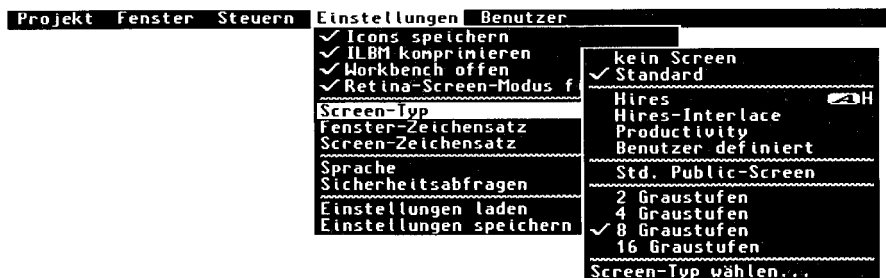 Projekt Fenster Steuern Einstellungen Benutzer
Icons speichern
ILBM komprimieren
Workbench offen
Retina-Screen-Modus
Screen-Typ
Fenster-Zeichensatz
Screen-Zeichensatz
Sprache
Sicherheitsabfragen
Einstellungen laden
Einstellungen speichern
kein Screen
Standard
Hires H
Hires-Interlace
Productivity
Benutzer definiert
Std. Public-Screen
2 Graustufen
4 Graustufen
8 Graustufen
16 Graustufen
Screen-Typ wählen...